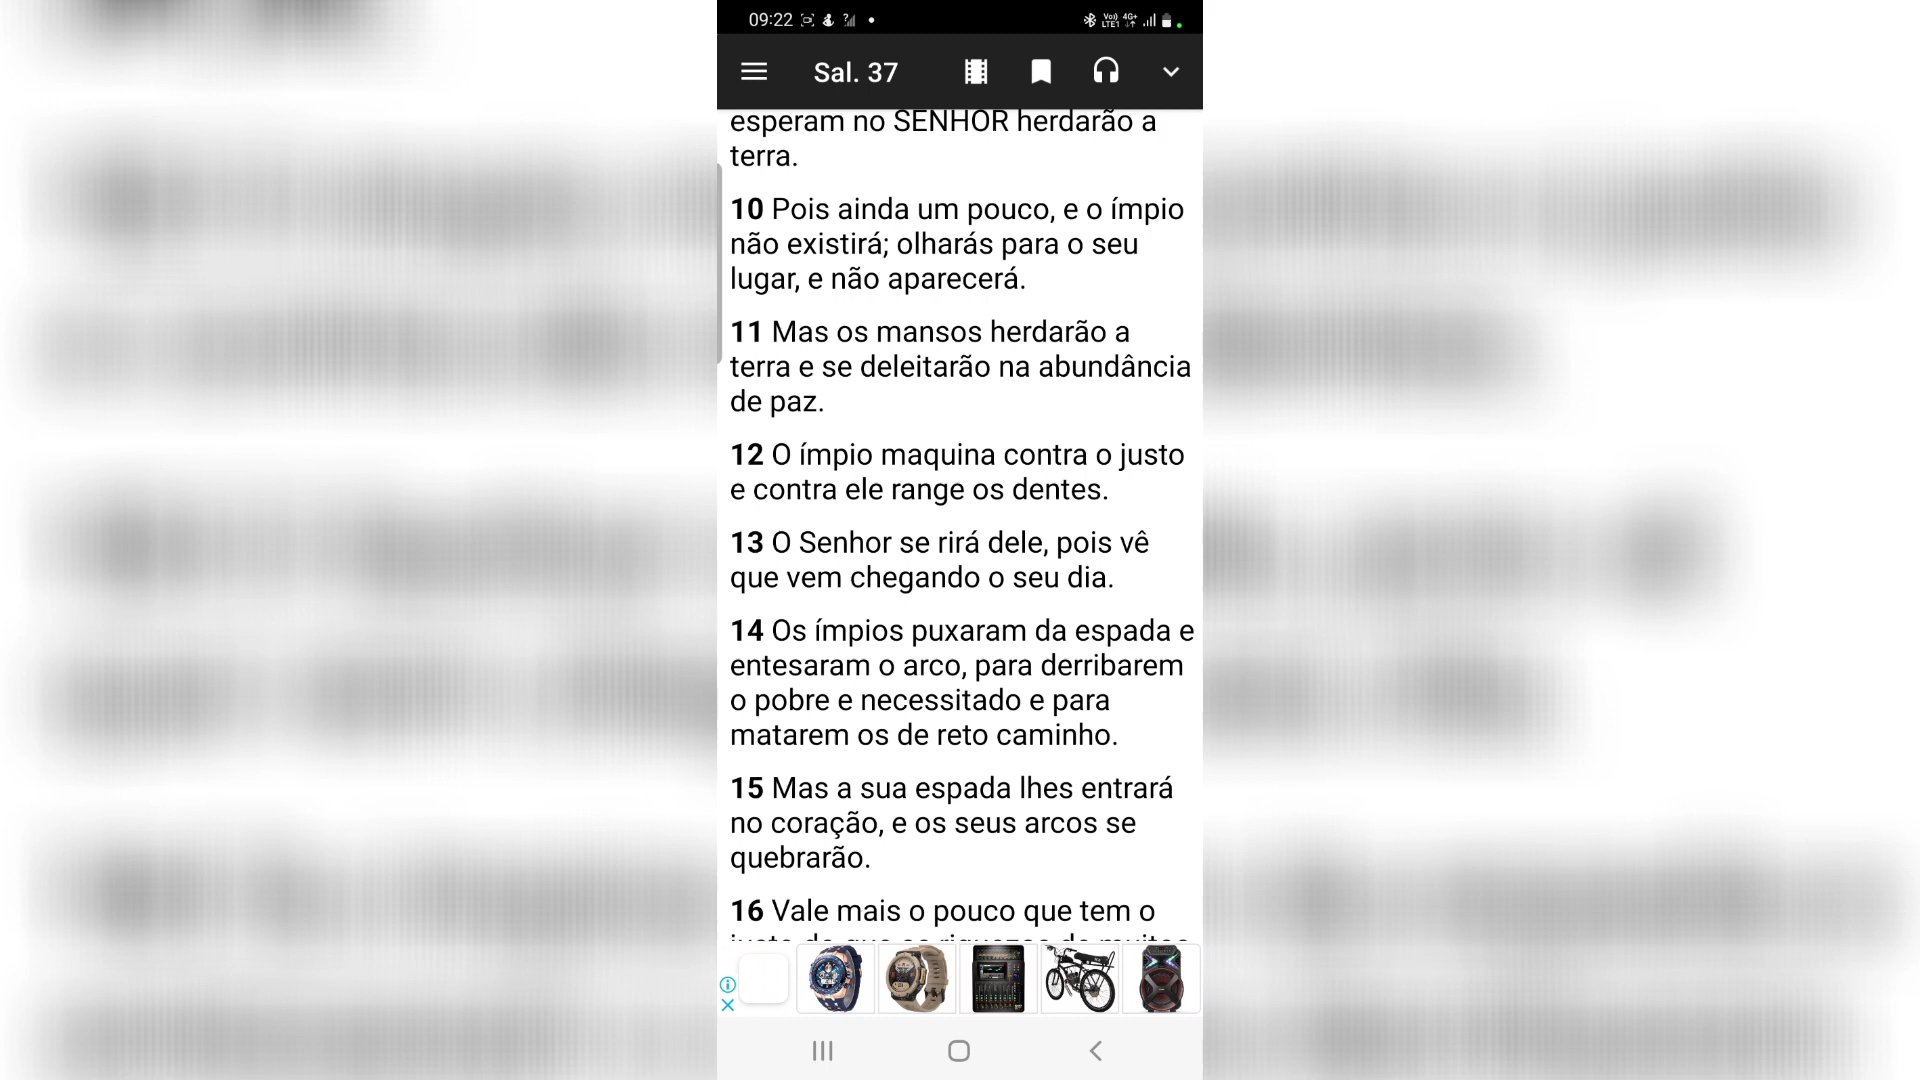 09:22
Vo)) 4G+
LTE1
Sal. 37
esperam no SENHOR herdarão a
terra.
10 Pois ainda um pouco, e o ímpio
não existirá; olharás para o seu
lugar, e não aparecerá.
11 Mas os mansos herdarão a
terra e se deleitarão na abundância
de paz.
12 O ímpio maquina contra o justo
e contra ele range os dentes.
13 O Senhor se rirá dele, pois vê
que vem chegando o seu dia.
14 Os ímpios puxaram da espada e
entesaram o arco, para derribarem
o pobre e necessitado e para
matarem os de reto caminho.
15 Mas a sua espada lhes entrará
no coração, e os seus arcos se
quebrarão.
16 Vale mais o pouco que tem o